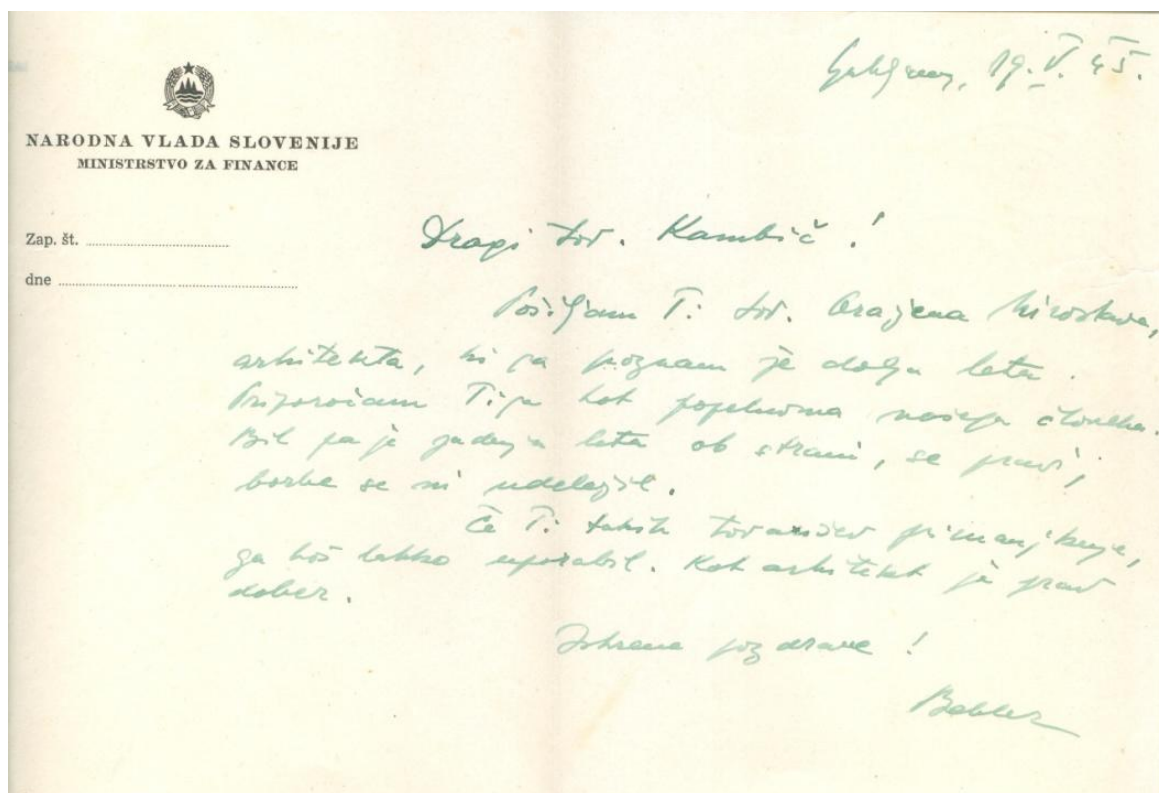 Ljubljana, 19. V. 45.
NARODNA VLADA SLOVENIJE
MINISTRSTVO ZA FINANCE
Zap. št.
dne
Dragi tov. Kambič!
Pošiljam Ti tov. Oražema Miroslava,
arhitekta, ki ga poznam že dolga leta.
Priporočam Ti ga kot popolnoma našega človeka.
Bil pa je zadnja leta ob strani, se pravi,
borbe se ni udeležil.
Če Ti takih tovarišev primanjkuje,
ga boš lahko uporabil. Kot arhitekt je prav
dober.
Iskrene pozdrave!
Bebler